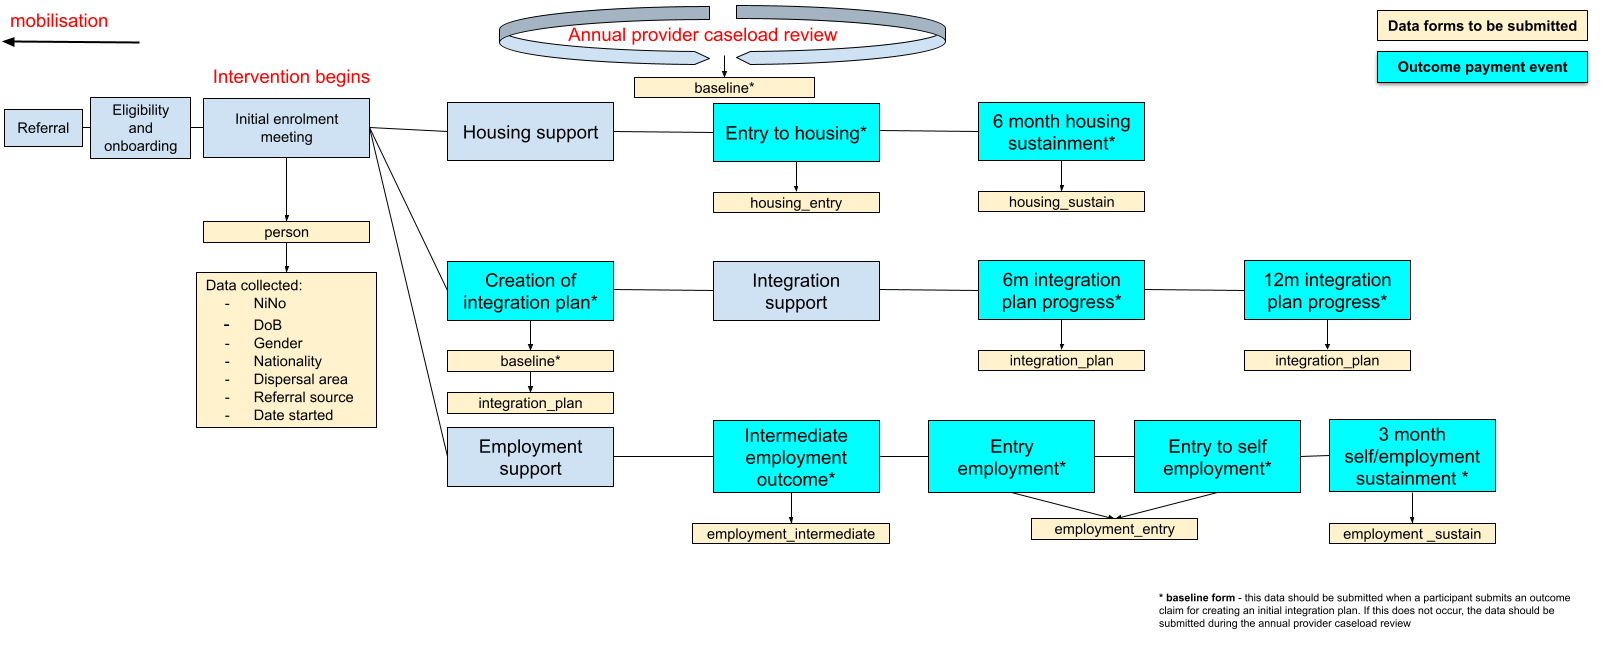 mobilisation
Annual provider caseload review
Data forms to be submitted
Outcome payment event
Intervention begins
baseline*
Referral
Eligibility
and
onboarding
Initial enrolment
meeting
Housing support
Entry to housing*
6 month housing
sustainment*
housing_entry
housing_sustain
person
Data collected:
- NiNo
- DoB
- Gender
- Nationality
- Dispersal area
- Referral source
- Date started
Creation of
integration plan*
Integration
support
6m integration
plan progress*
12m integration
plan progress*
baseline*
integration_plan
integration_plan
integration_plan
Employment
support
Intermediate
employment
outcome*
Entry
employment*
Entry to self
employment*
3 month
self/employment
sustainment *
employment_intermediate
employment_entry
employment _sustain
* baseline form - this data should be submitted when a participant submits an outcome
claim for creating an initial integration plan. If this does not occur, the data should be
submitted during the annual provider caseload review